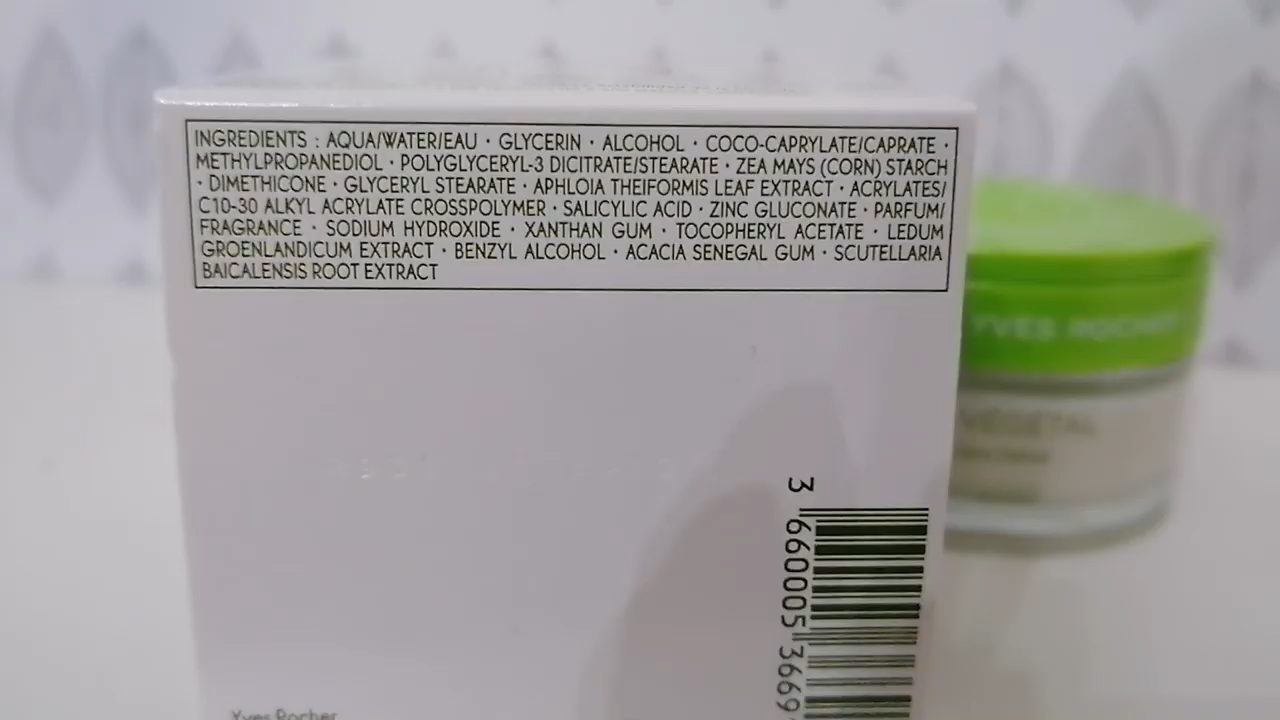 INGREDIENTS : AQUA/WATER/EAU · GLYCERIN · ALCOHOL · COCO-CAPRYLATE/CAPRATE ·
METHYLPROPANEDIOL · POLYGLYCERYL-3 DICITRATE/STEARATE · ZEA MAYS (CORN) STARCH
· DIMETHICONE · GLYCERYL STEARATE · APHLOIA THEIFORMIS LEAF EXTRACT · ACRYLATES/
C10-30 ALKYL ACRYLATE CROSSPOLYMER · SALICYLIC ACID · ZINC GLUCONATE · PARFUM/
FRAGRANCE · SODIUM HYDROXIDE · XANTHAN GUM · TOCOPHERYL ACETATE · LEDUM
GROENLANDICUM EXTRACT · BENZYL ALCOHOL · ACACIA SENEGAL GUM · SCUTELLARIA
BAICALENSIS ROOT EXTRACT
3 660005 3669
Yves Rocher
YVES ROCHER
VEGETAL